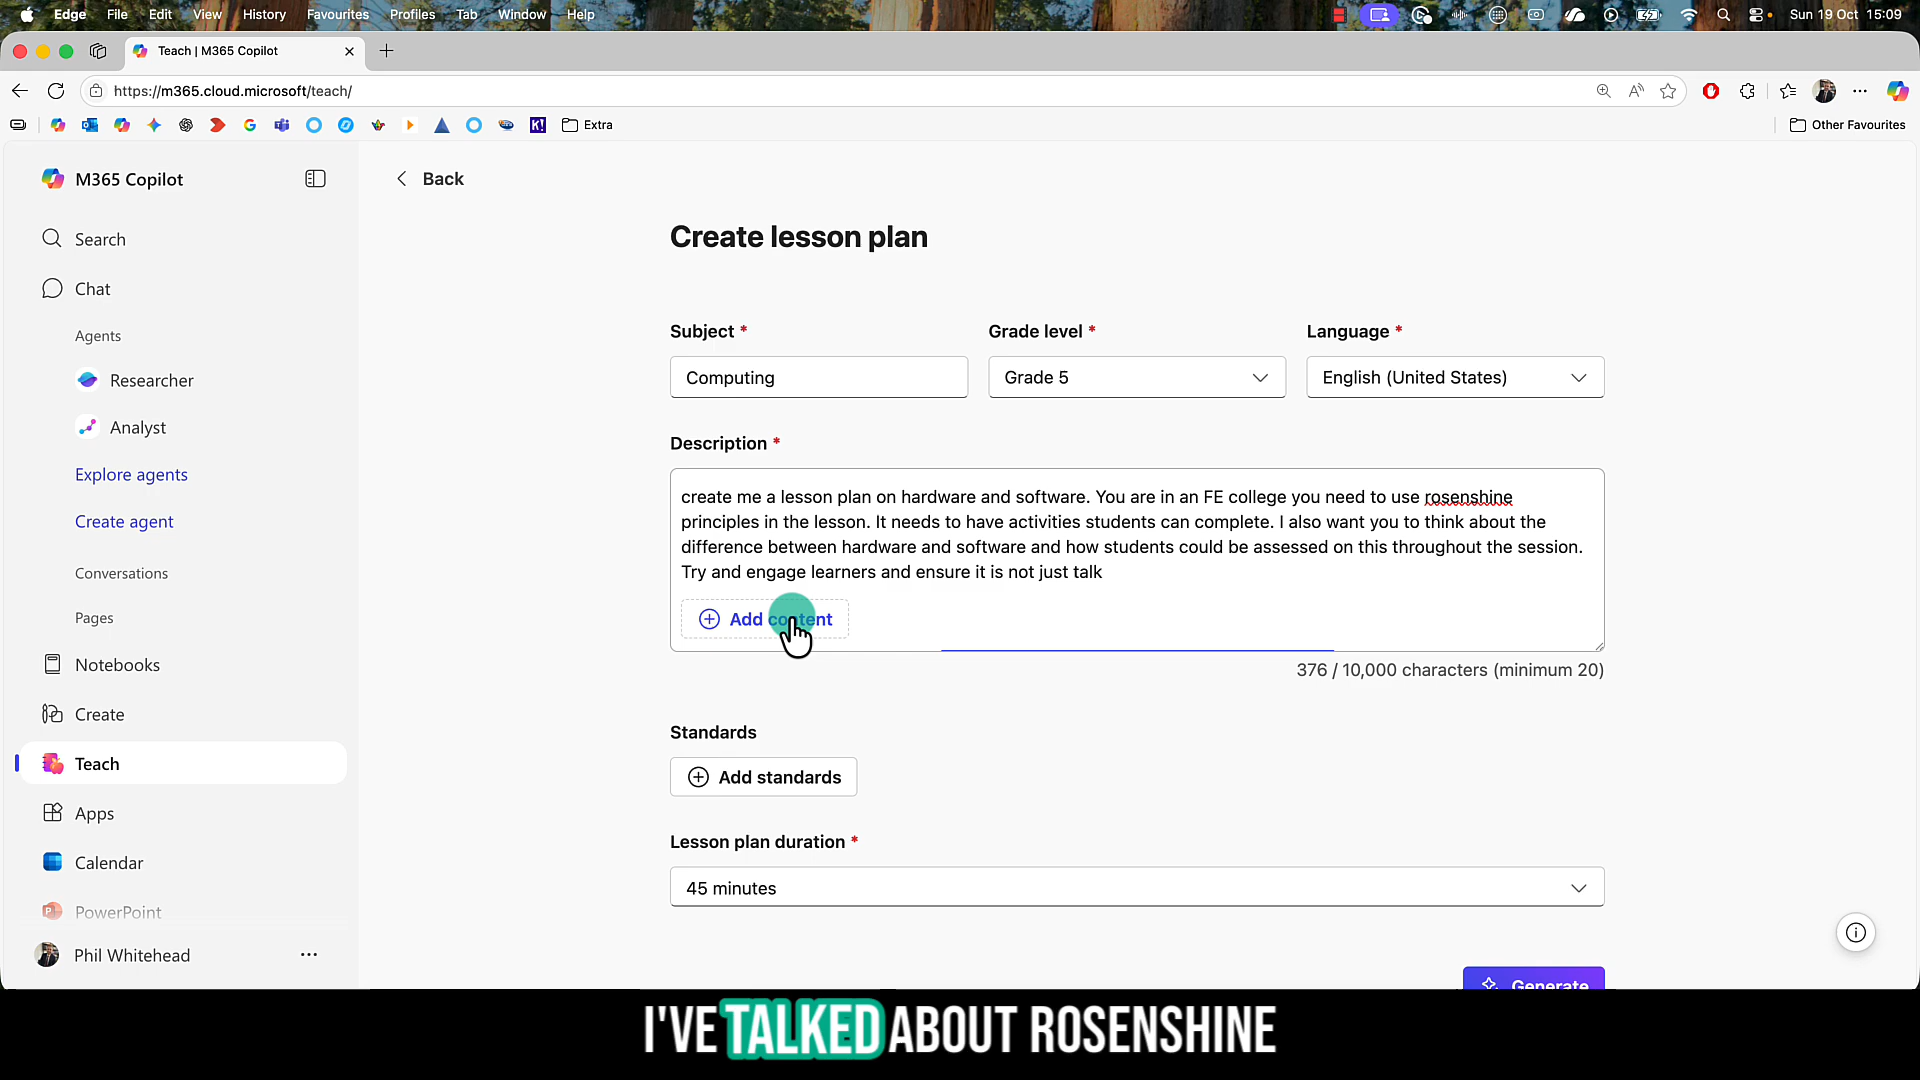 Edge File Edit View History Favourites Profiles Tab Window Help Sun 19 Oct 15:09
Teach | M365 Copilot
https://m365.cloud.microsoft/teach/
K! Extra Other Favourites
M365 Copilot
Search
Chat
Agents
Researcher
Analyst
Explore agents
Create agent
Conversations
Pages
Notebooks
Create
Teach
Apps
Calendar
PowerPoint
Phil Whitehead
Back
Create lesson plan
Subject * Grade level * Language *
Computing Grade 5 English (United States)
Description *
create me a lesson plan on hardware and software. You are in an FE college you need to use rosenshine
principles in the lesson. It needs to have activities students can complete. I also want you to think about the
difference between hardware and software and how students could be assessed on this throughout the session.
Try and engage learners and ensure it is not just talk
Add content
376 / 10,000 characters (minimum 20)
Standards
Add standards
Lesson plan duration *
45 minutes
Generate
I'VE TALKED ABOUT ROSENSHINE